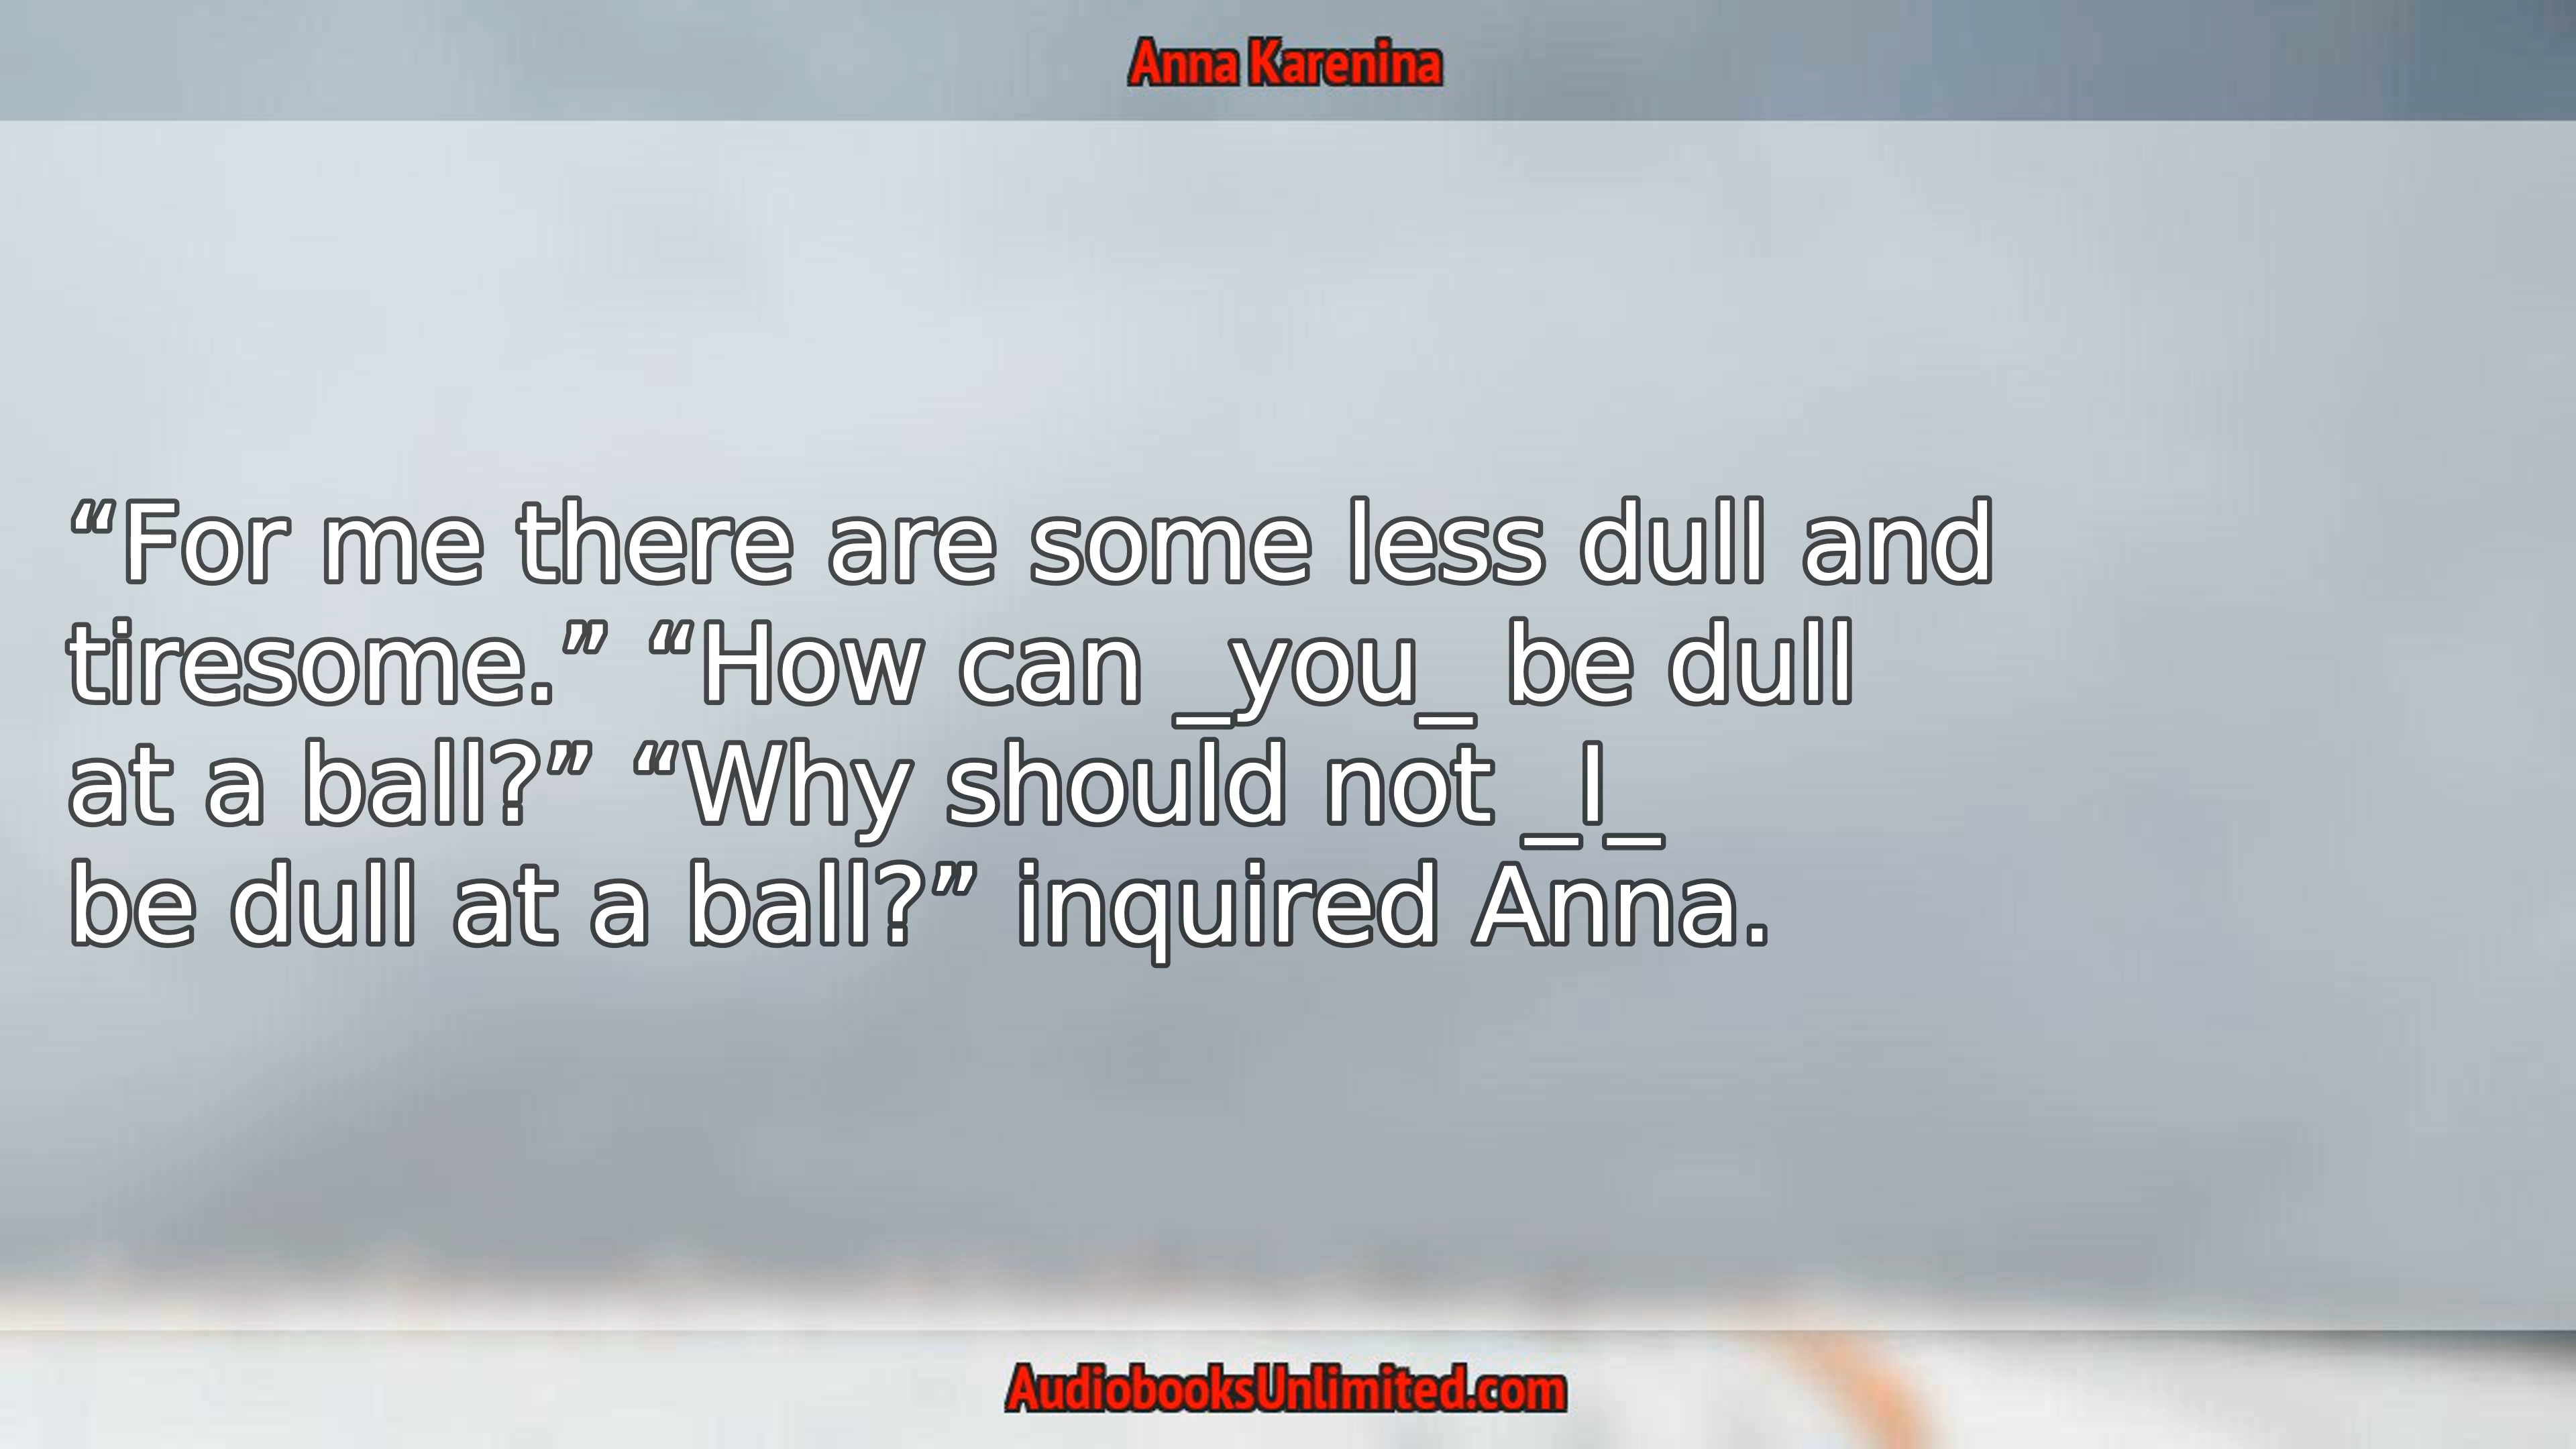 Anna Karenina
“For me there are some less dull and
tiresome.” “How can _you_ be dull
at a ball?” “Why should not _I_
be dull at a ball?” inquired Anna.
AudiobooksUnlimited.com